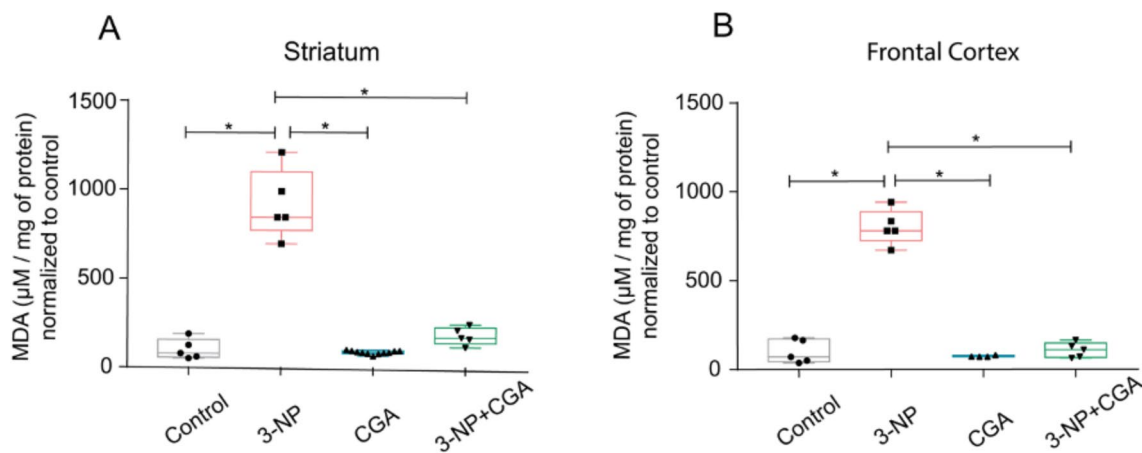 A
Striatum
MDA (µM / mg of protein)
normalized to control
1500
1000
500
0
*
*
*
Control
3-NP
CGA
3-NP+CGA
B
Frontal Cortex
MDA (µM / mg of protein)
normalized to control
1500
1000
500
0
*
*
*
Control
3-NP
CGA
3-NP+CGA